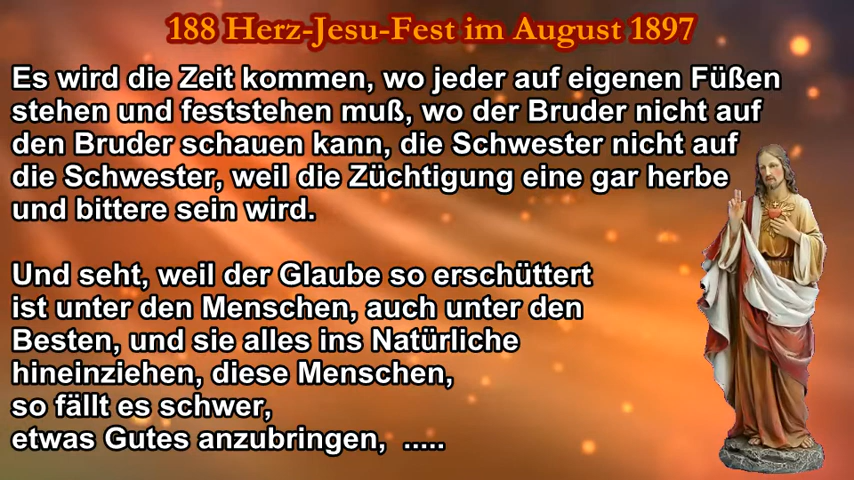 188 Herz-Jesu-Fest im August 1897
Es wird die Zeit kommen, wo jeder auf eigenen Füßen
stehen und feststehen muß, wo der Bruder nicht auf
den Bruder schauen kann, die Schwester nicht auf
die Schwester, weil die Züchtigung eine gar herbe
und bittere sein wird.
Und seht, weil der Glaube so erschüttert
ist unter den Menschen, auch unter den
Besten, und sie alles ins Natürliche
hineinziehen, diese Menschen,
so fällt es schwer,
etwas Gutes anzubringen,  .....